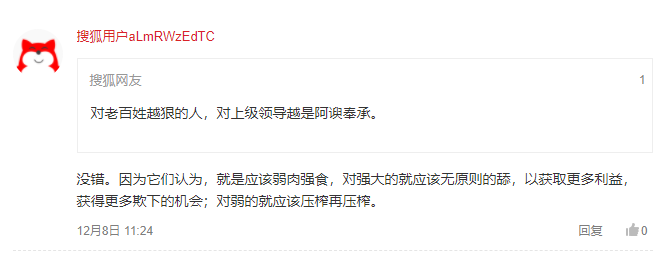 搜狐用户aLmRWzEdTC
搜狐网友
1
对老百姓越狠的人，对上级领导越是阿谀奉承。
没错。因为它们认为，就是应该弱肉强食，对强大的就应该无原则的舔，以获取更多利益，
获得更多欺下的机会；对弱的就应该压榨再压榨。
12月8日 11:24
回复
0